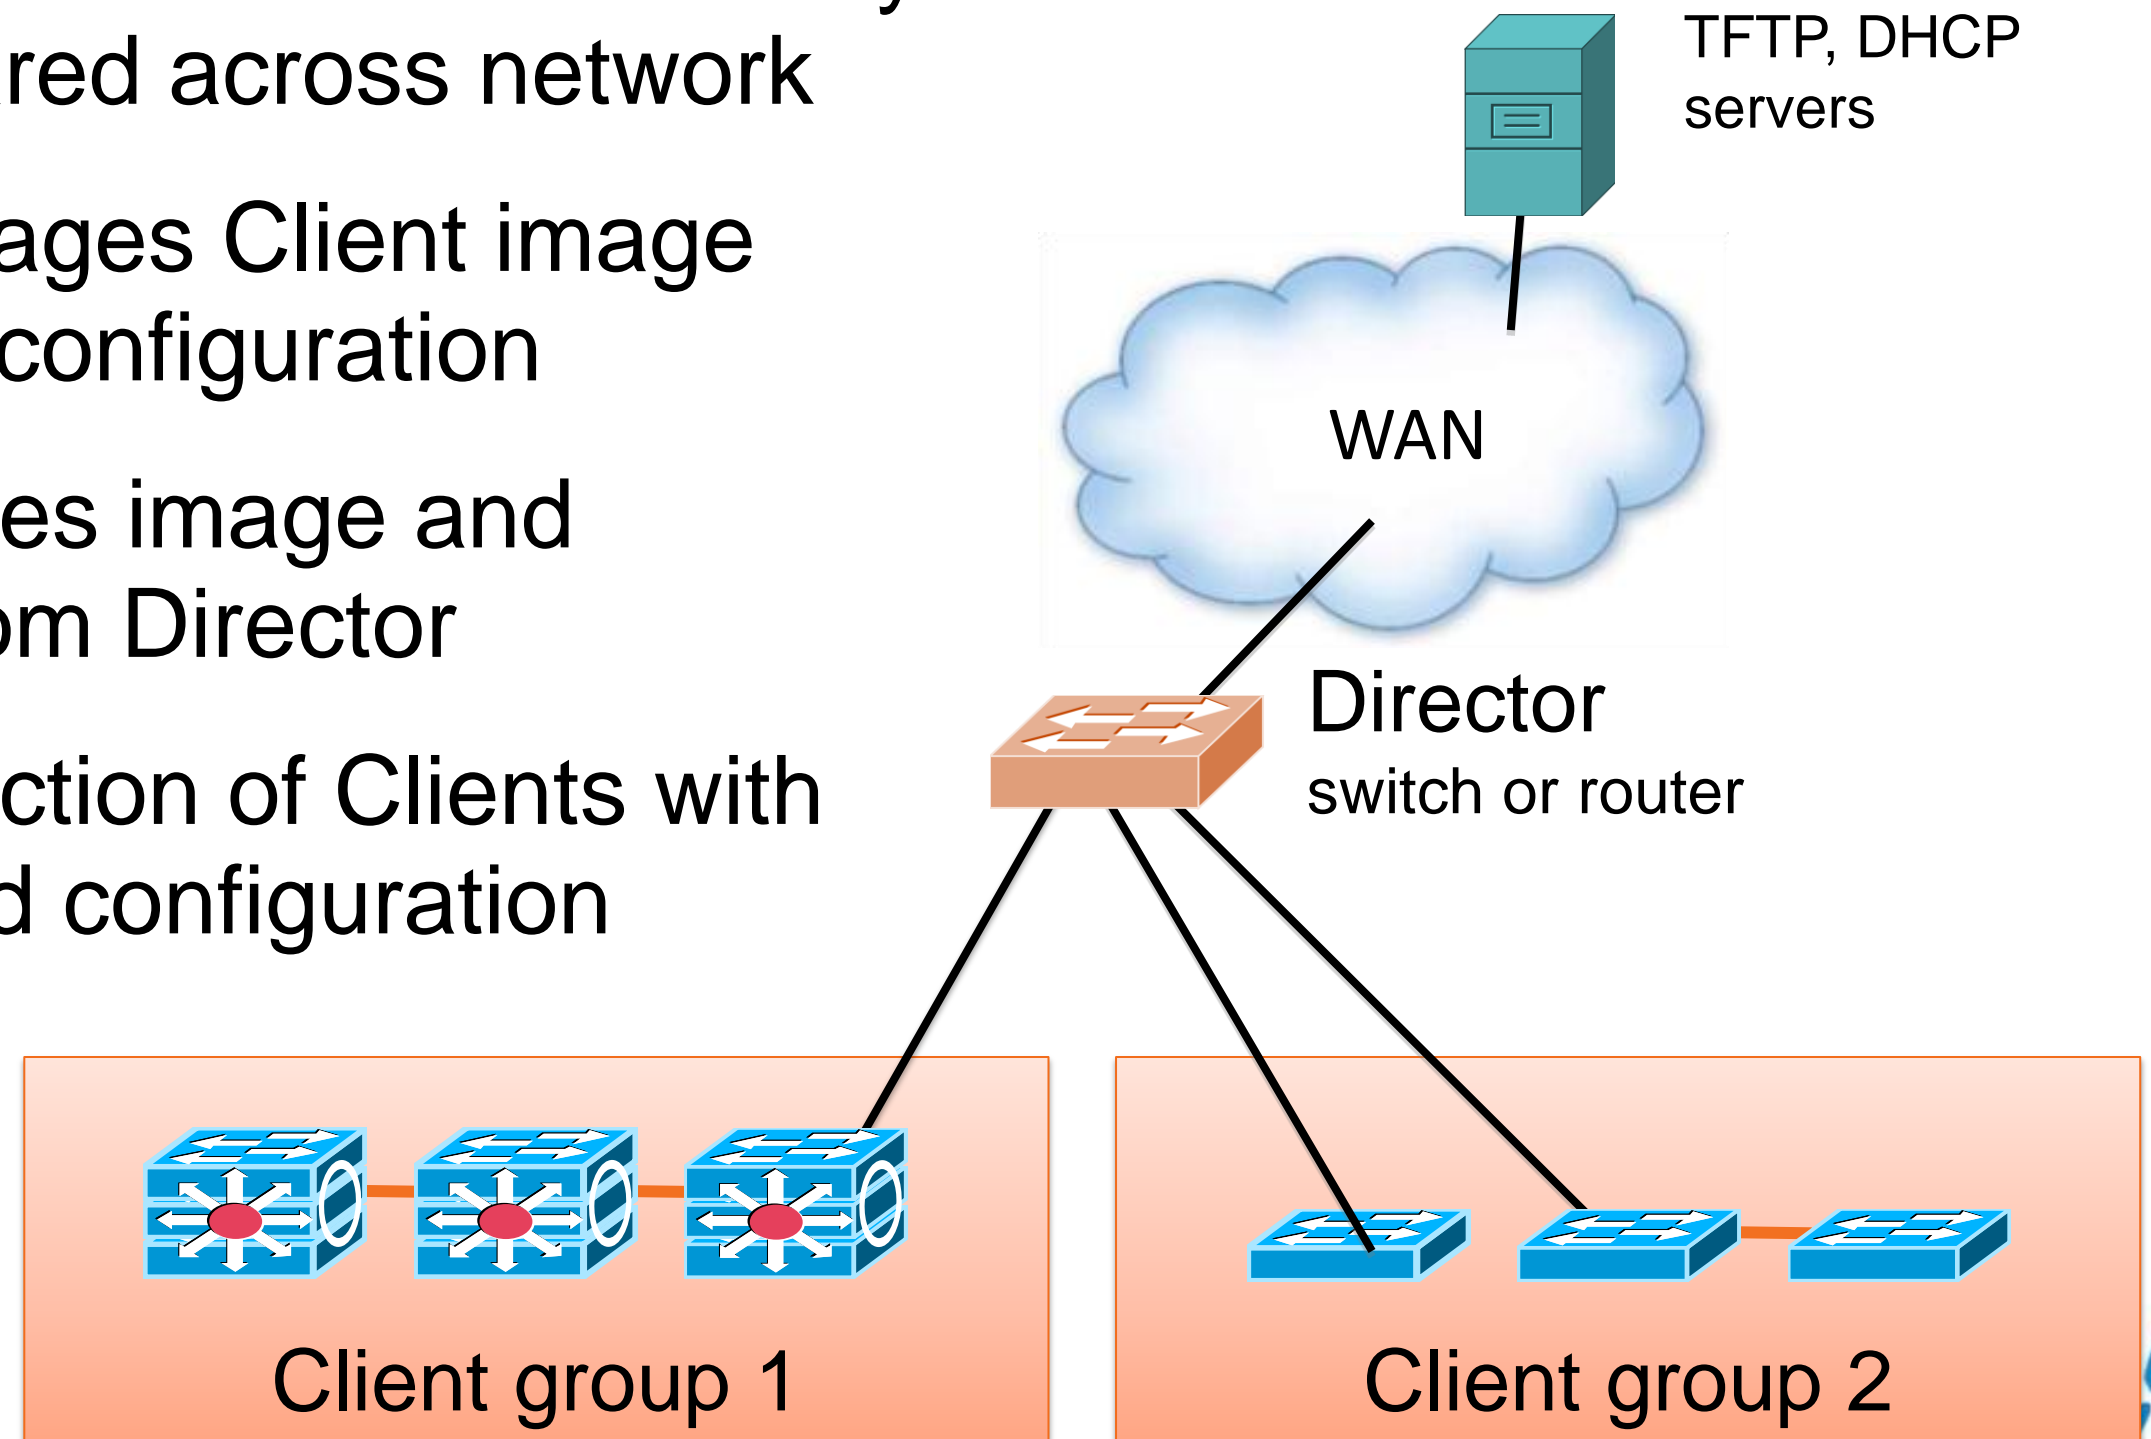 red across network
ages Client image
configuration
es image and
om Director
ction of Clients with
d configuration
TFTP, DHCP
servers
WAN
Director
switch or router
Client group 1
Client group 2